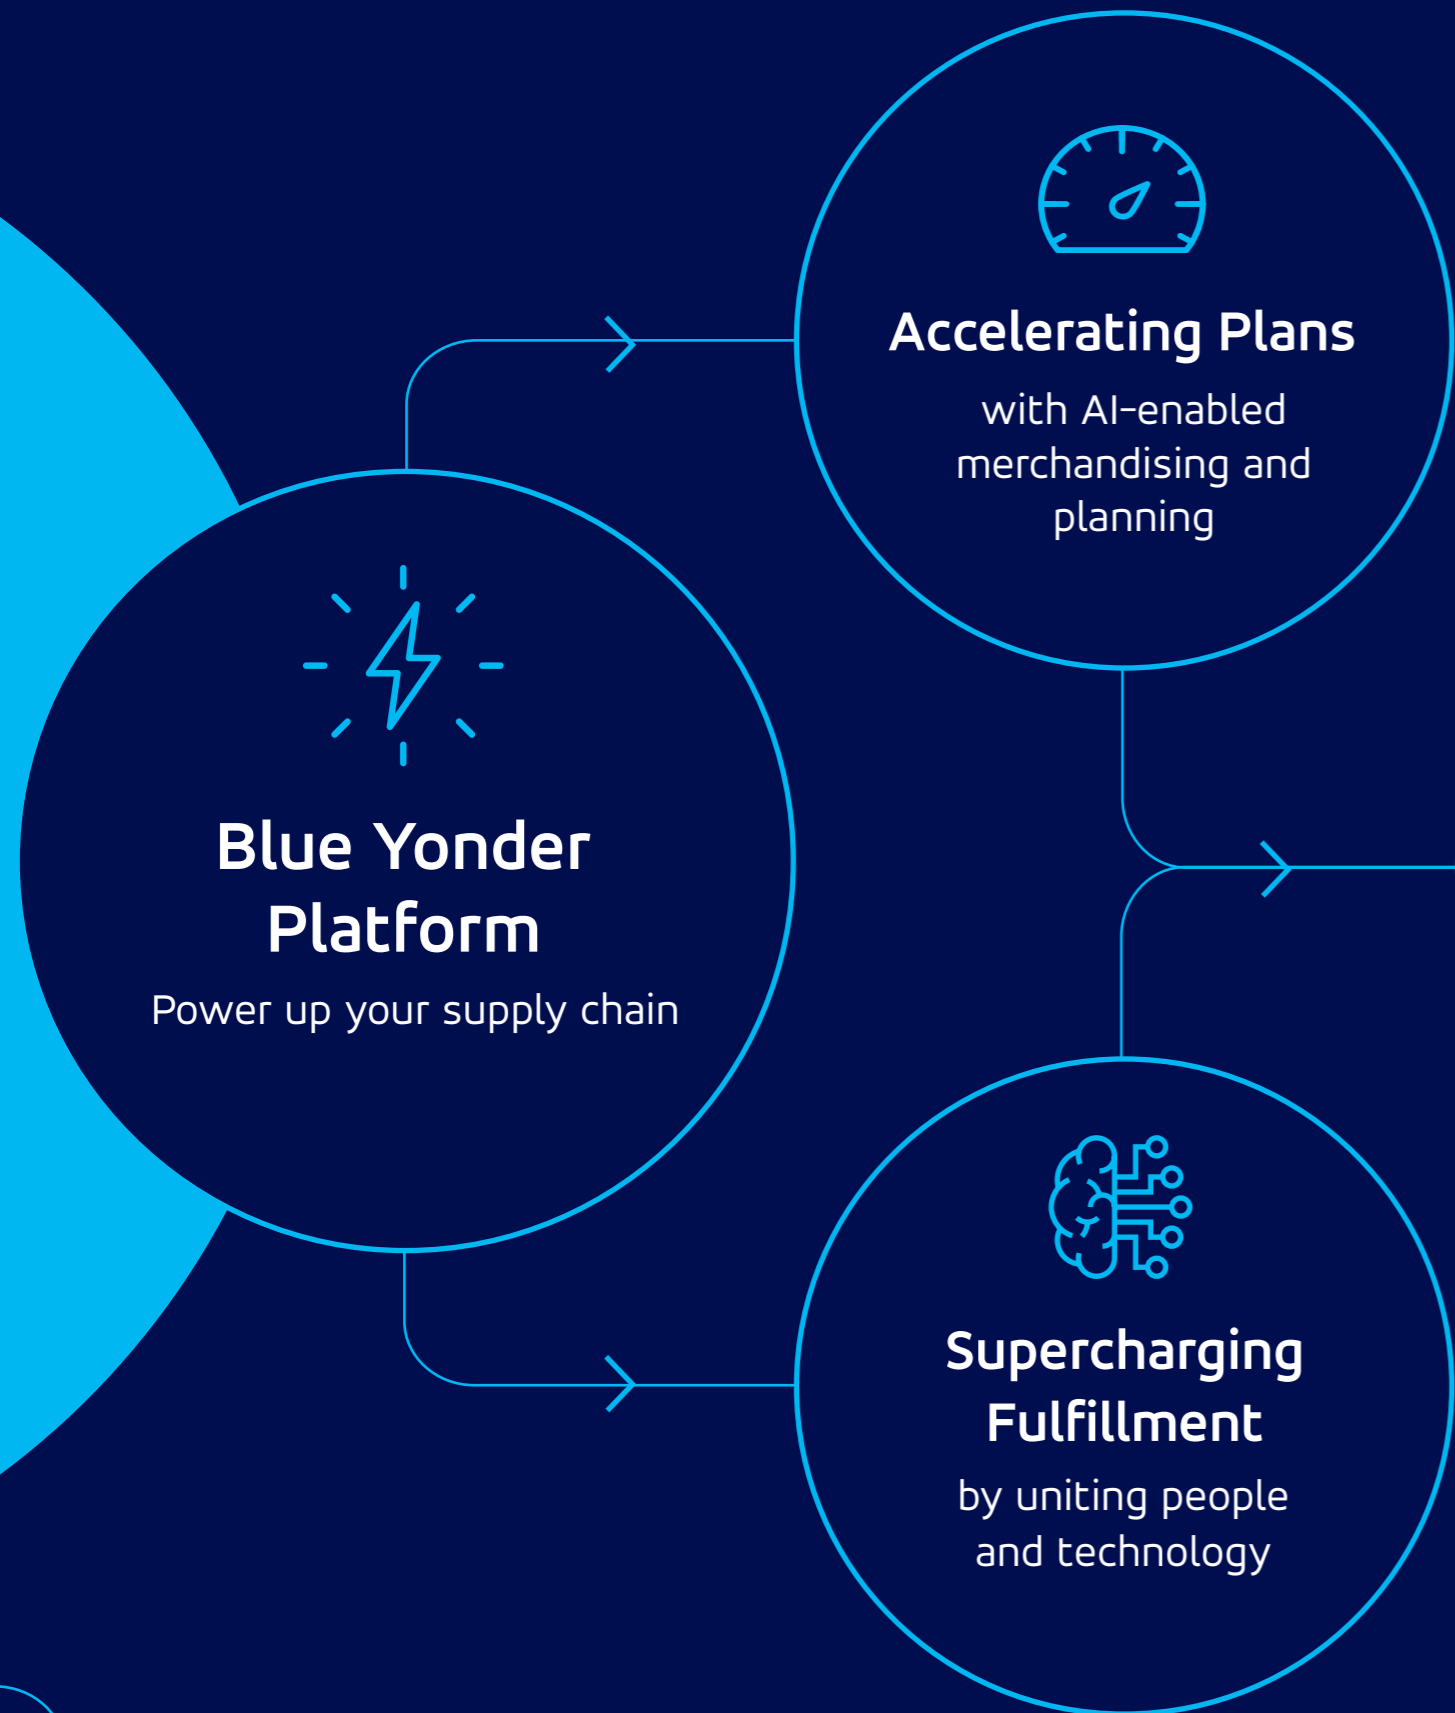 Accelerating Plans
with AI-enabled
merchandising and
planning
Blue Yonder
Platform
Power up your supply chain
Supercharging
Fulfillment
by uniting people
and technology